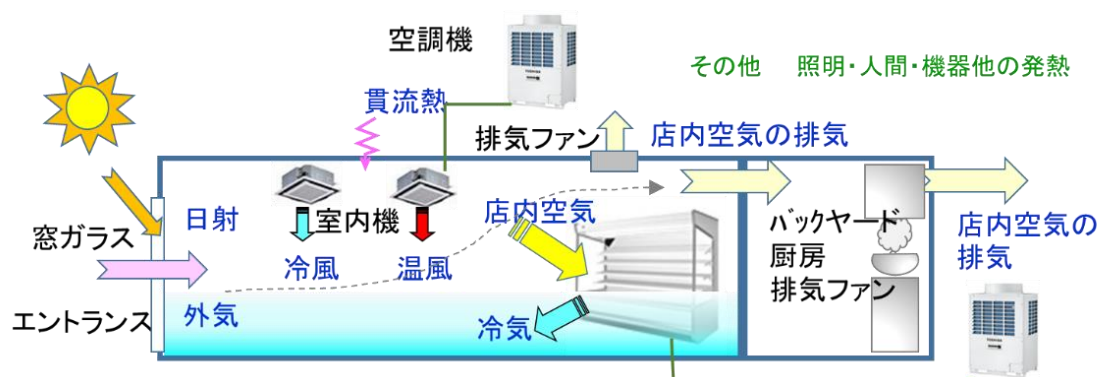 空調機
その他 照明・人間・機器他の発熱
貫流熱
排気ファン
店内空気の排気
日射
室内機
店内空気
窓ガラス
冷風
温風
バックヤード
厨房
排気ファン
店内空気の
排気
エントランス
外気
冷気